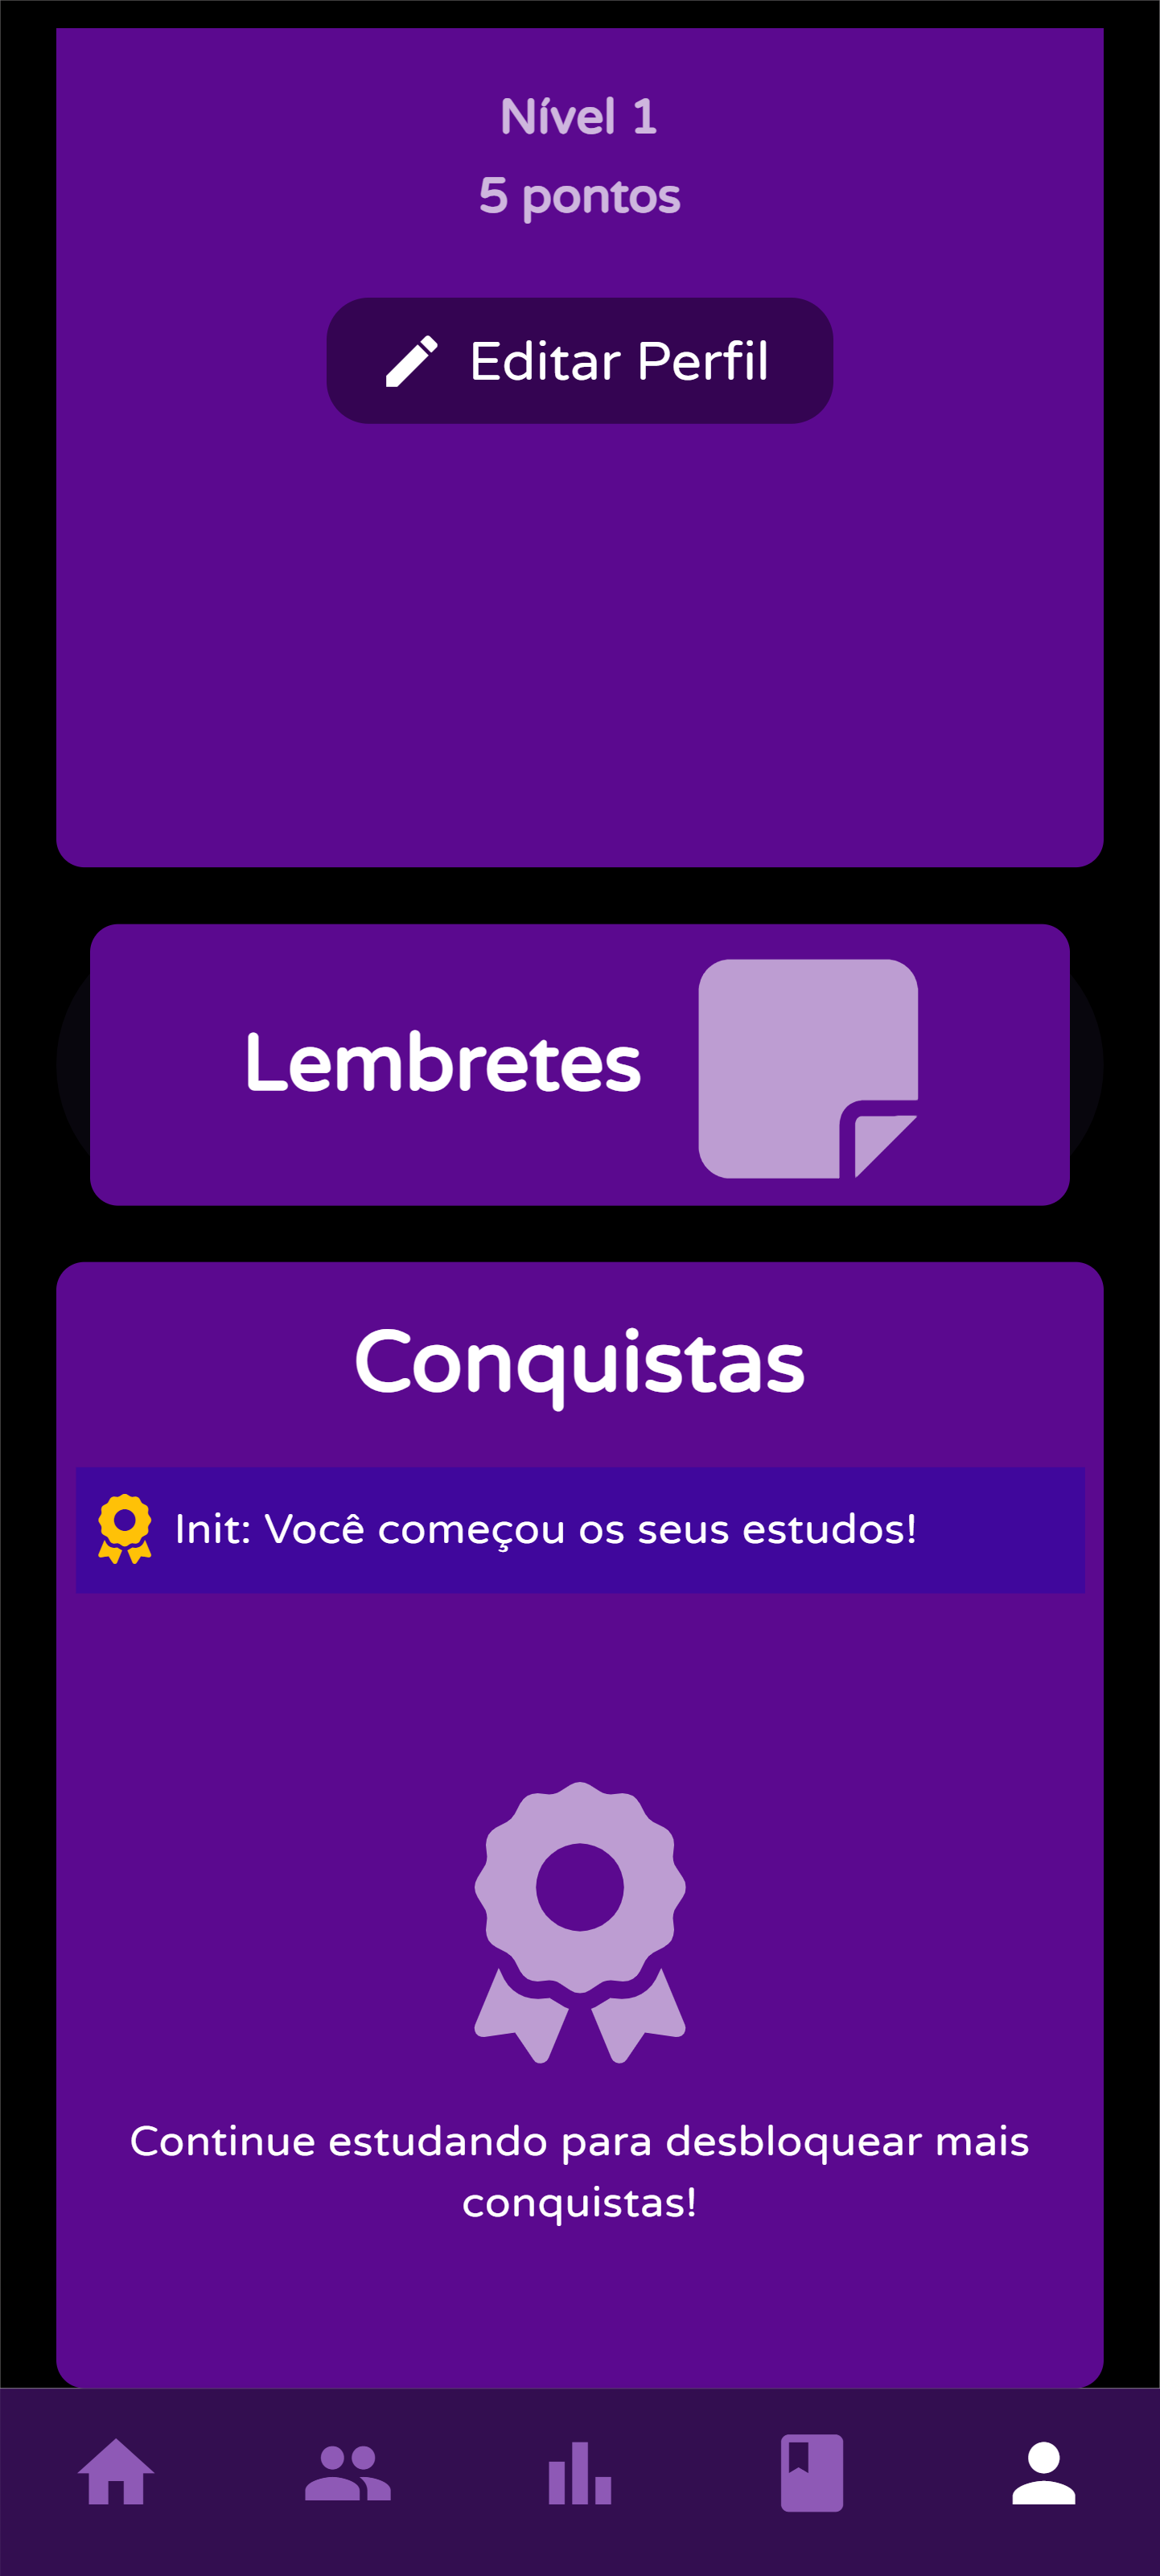 Nível 1
5 pontos
Editar Perfil
Lembretes
Conquistas
Init: Você começou os seus estudos!
Continue estudando para desbloquear mais
conquistas!